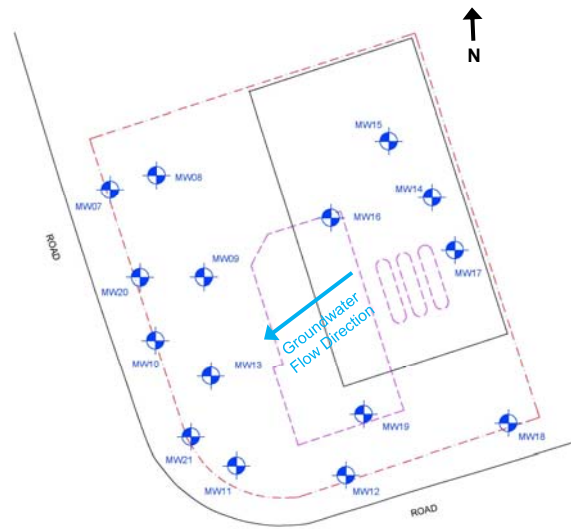 N
MW15
MW08
MW14
MW07
MW16
ROAD
MW09
MW17
MW20
Groundwater
Flow Direction
MW10
MW13
MW19
MW18
MW21
MW11
MW12
ROAD